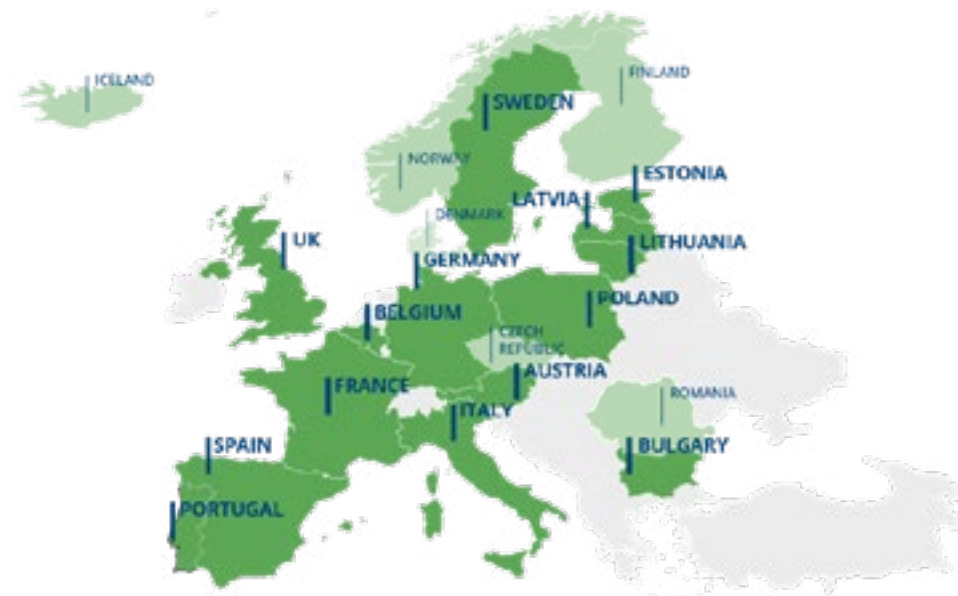 ICELAND
FINLAND
SWEDEN
NORWAY
ESTONIA
LATVIA
DENMARK
UK
LITHUANIA
GERMANY
POLAND
BELGIUM
CZECH
REPUBLIC
AUSTRIA
FRANCE
ROMANIA
ITALY
SPAIN
BULGARY
PORTUGAL